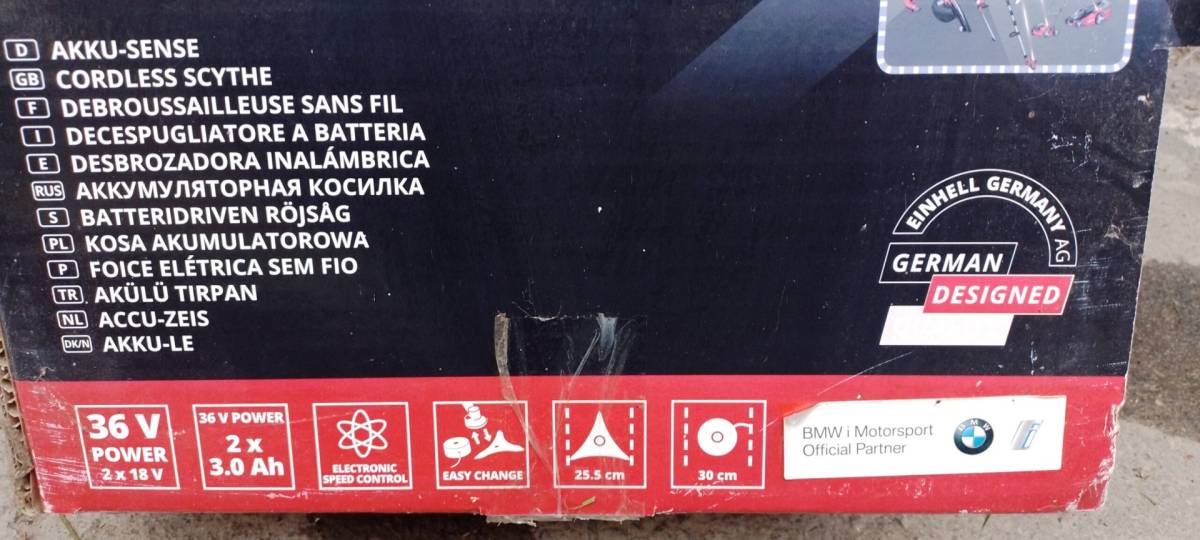 D AKKU-SENSE
GB CORDLESS SCYTHE
F DEBROUSSAILLEUSE SANS FIL
I DECESPUGLIATORE A BATTERIA
E DESBROZADORA INALÁMBRICA
RUS АККУМУЛЯТОРНАЯ КОСИЛКА
S BATTERIDRIVEN RÖJSÅG
PL KOSA AKUMULATOROWA
P FOICE ELÉTRICA SEM FIO
TR AKÜLÜ TIRPAN
NL ACCU-ZEIS
DK/N AKKU-LE
EINHELL GERMANY AG
GERMAN
DESIGNED
36 V
POWER
2 x 18 V
36 V POWER
2 x
3.0 Ah
ELECTRONIC
SPEED CONTROL
EASY CHANGE
25.5 cm
30 cm
BMW i Motorsport
Official Partner
BMW
i